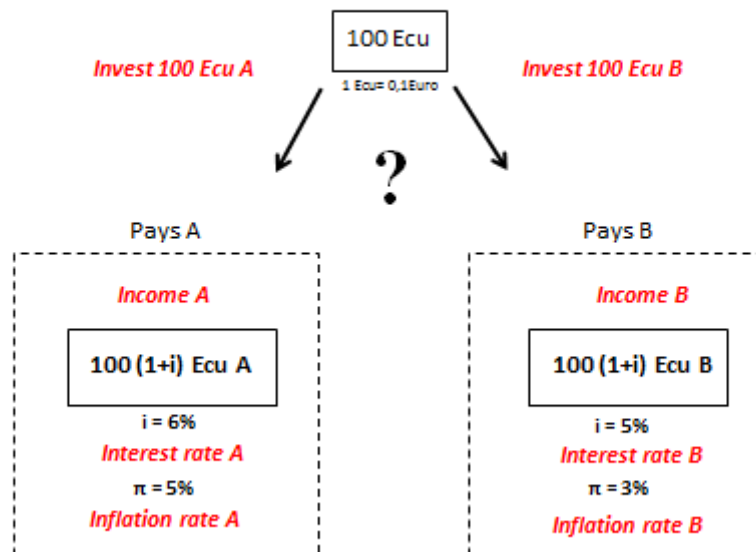 100 Ecu
Invest 100 Ecu A
Invest 100 Ecu B
1 Ecu= 0,1Euro
?
Pays A
Pays B
Income A
Income B
100 (1+i) Ecu A
100 (1+i) Ecu B
i = 6%
i = 5%
Interest rate A
Interest rate B
π = 5%
π = 3%
Inflation rate A
Inflation rate B